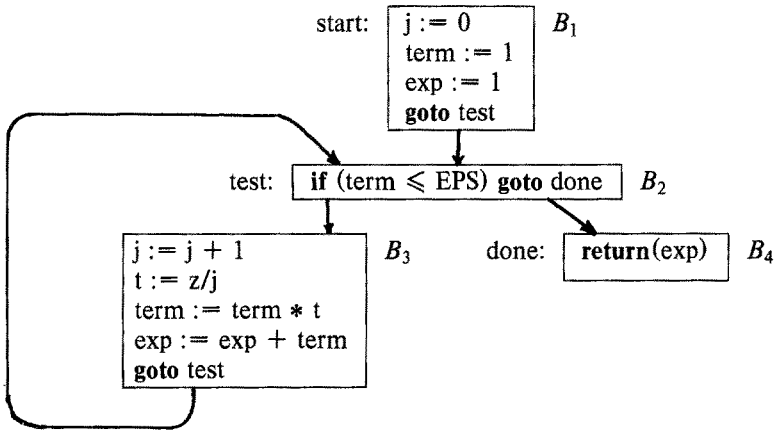 start: j := 0 B1
term := 1
exp := 1
goto test
test: if (term ⩽ EPS) goto done B2
j := j + 1 B3
t := z/j
term := term * t
exp := exp + term
goto test
done: return(exp) B4